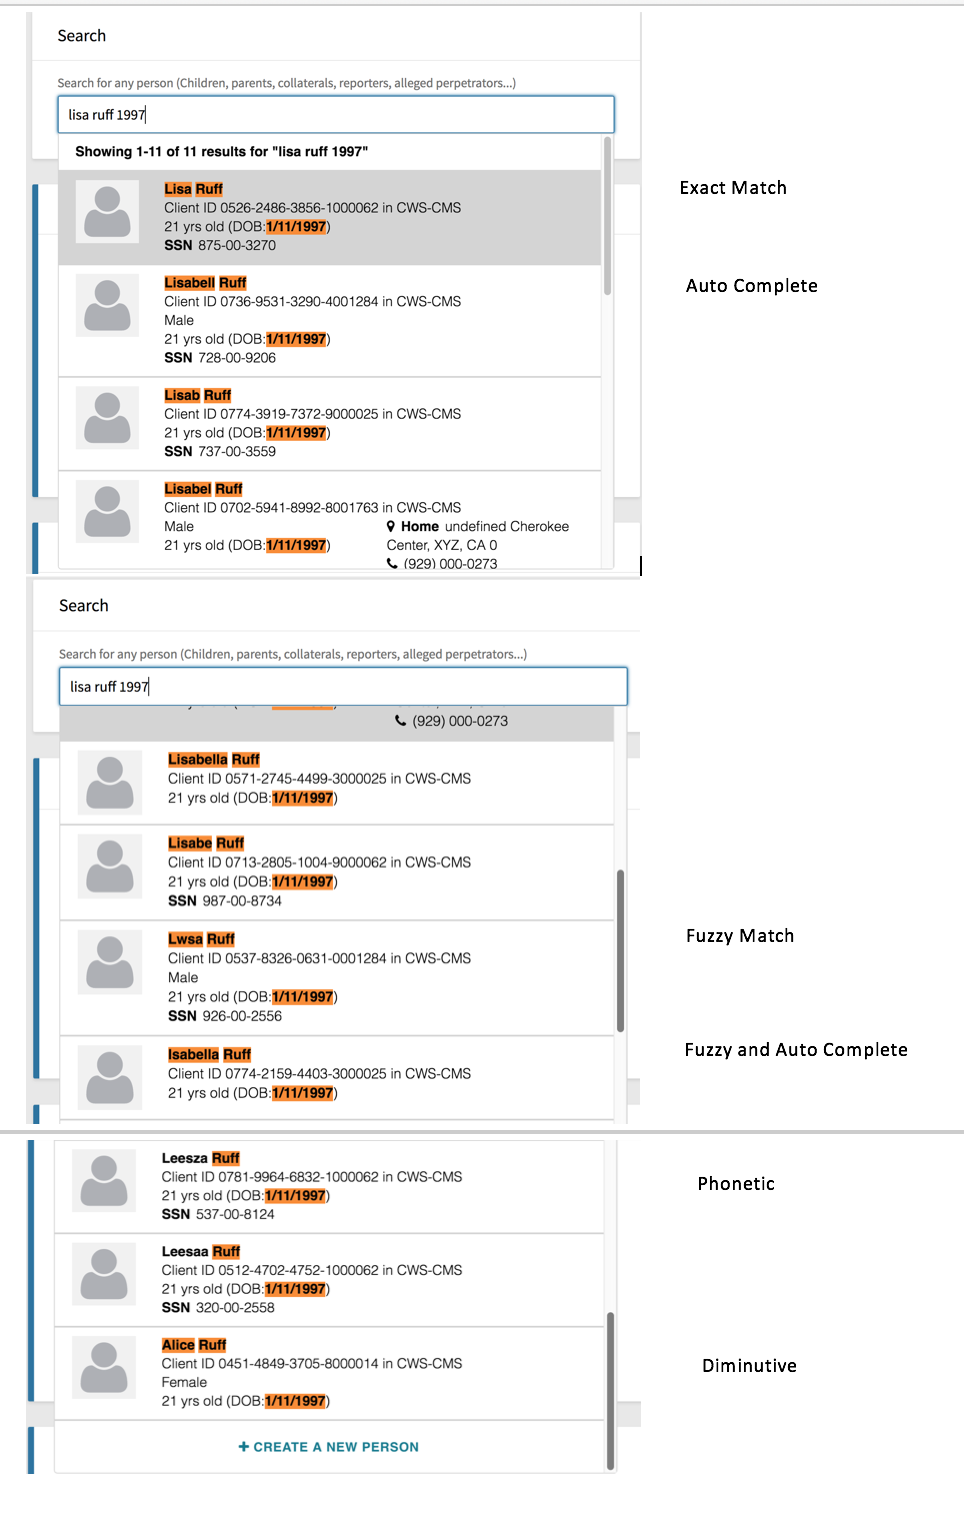 Search
Search for any person (Children, parents, collaterals, reporters, alleged perpetrators...)
lisa ruff 1997
Showing 1-11 of 11 results for "lisa ruff 1997"
Lisa Ruff
Client ID 0526-2486-3856-1000062 in CWS-CMS
21 yrs old (DOB:1/11/1997)
SSN 875-00-3270
Exact Match
Lisabell Ruff
Client ID 0736-9531-3290-4001284 in CWS-CMS
Male
21 yrs old (DOB:1/11/1997)
SSN 728-00-9206
Auto Complete
Lisab Ruff
Client ID 0774-3919-7372-9000025 in CWS-CMS
21 yrs old (DOB:1/11/1997)
SSN 737-00-3559
Lisabel Ruff
Client ID 0702-5941-8992-8001763 in CWS-CMS
Male
21 yrs old (DOB:1/11/1997)
Home undefined Cherokee
Center, XYZ, CA 0
(929) 000-0273
Search
Search for any person (Children, parents, collaterals, reporters, alleged perpetrators...)
lisa ruff 1997
(929) 000-0273
Lisabella Ruff
Client ID 0571-2745-4499-3000025 in CWS-CMS
21 yrs old (DOB:1/11/1997)
Lisabe Ruff
Client ID 0713-2805-1004-9000062 in CWS-CMS
21 yrs old (DOB:1/11/1997)
SSN 987-00-8734
Lwsa Ruff
Client ID 0537-8326-0631-0001284 in CWS-CMS
Male
21 yrs old (DOB:1/11/1997)
SSN 926-00-2556
Fuzzy Match
Isabella Ruff
Client ID 0774-2159-4403-3000025 in CWS-CMS
21 yrs old (DOB:1/11/1997)
Fuzzy and Auto Complete
Leesza Ruff
Client ID 0781-9964-6832-1000062 in CWS-CMS
21 yrs old (DOB:1/11/1997)
SSN 537-00-8124
Phonetic
Leesaa Ruff
Client ID 0512-4702-4752-1000062 in CWS-CMS
21 yrs old (DOB:1/11/1997)
SSN 320-00-2558
Alice Ruff
Client ID 0451-4849-3705-8000014 in CWS-CMS
Female
21 yrs old (DOB:1/11/1997)
Diminutive
+ CREATE A NEW PERSON